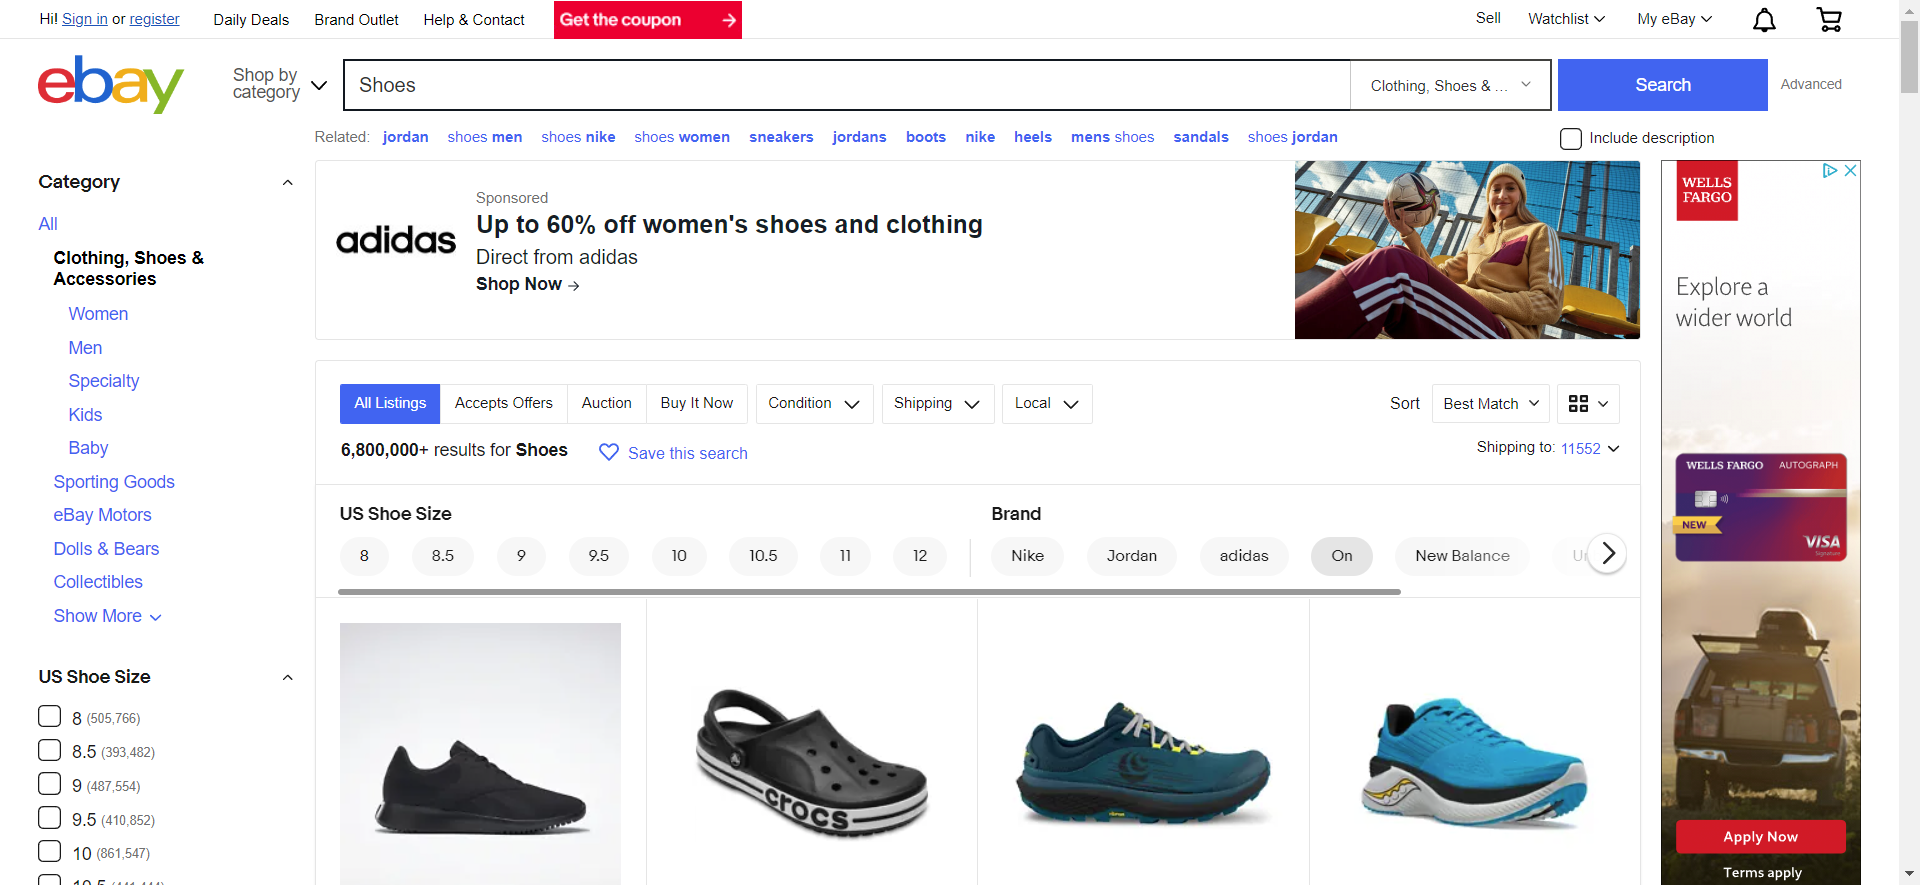 Hi! Sign in or register
Daily Deals
Brand Outlet
Help & Contact
Get the coupon
Sell
Watchlist
My eBay
ebay
Shop by
category
Shoes
Clothing, Shoes & ...
Search
Advanced
Related: jordan shoes men shoes nike shoes women sneakers jordans boots nike heels mens shoes sandals shoes jordan
Include description
Category
All
Clothing, Shoes &
Accessories
Women
Men
Specialty
Kids
Baby
Sporting Goods
eBay Motors
Dolls & Bears
Collectibles
Show More
US Shoe Size
8 (505,766)
8.5 (393,482)
9 (487,554)
9.5 (410,852)
10 (861,547)
adidas
Sponsored
Up to 60% off women's shoes and clothing
Direct from adidas
Shop Now
All Listings
Accepts Offers
Auction
Buy It Now
Condition
Shipping
Local
Sort
Best Match
6,800,000+ results for Shoes
Save this search
Shipping to: 11552
US Shoe Size
8 8.5 9 9.5 10 10.5 11 12
Brand
Nike Jordan adidas On New Balance
crocs
WELLS
FARGO
Explore a
wider world
WELLS FARGO AUTOGRAPH
NEW
VISA
Signature
Apply Now
Terms apply